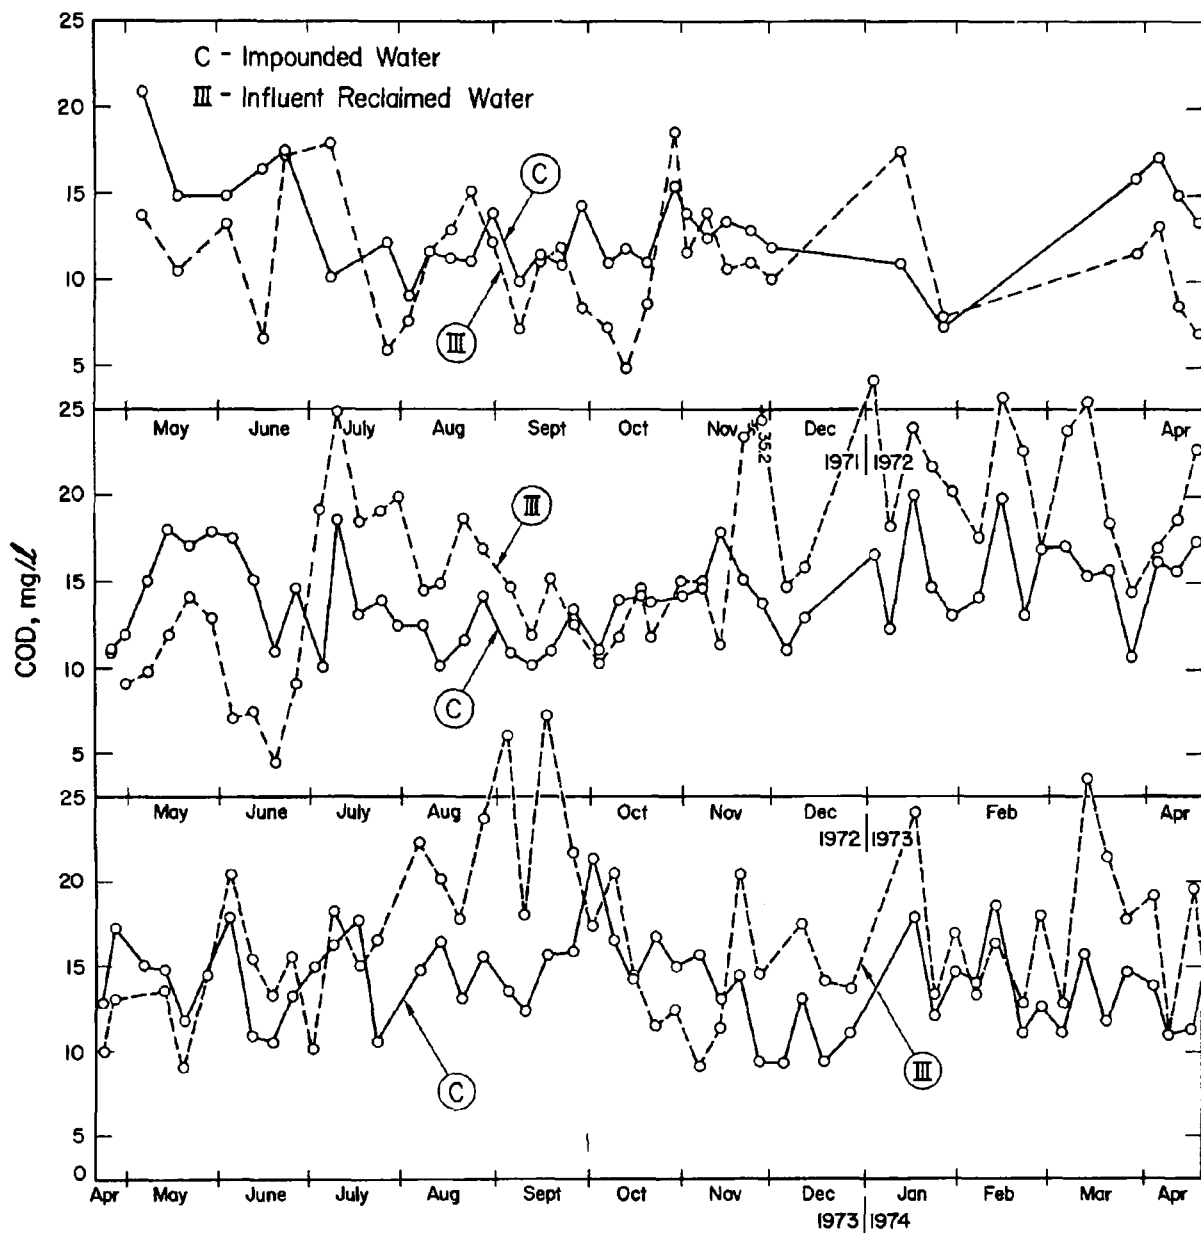 25
C - Impounded Water
III - Influent Reclaimed Water
20
C
15
10
III
5
25
May June July Aug Sept Oct Nov Dec Apr
35.2
1971 1972
20
III
15
COD, mg/ℓ
10
C
5
25
May June July Aug Oct Nov Dec Feb Apr
1972 1973
20
15
10
III
C
5
0
Apr May June July Aug Sept Oct Nov Dec Jan Feb Mar Apr
1973 1974